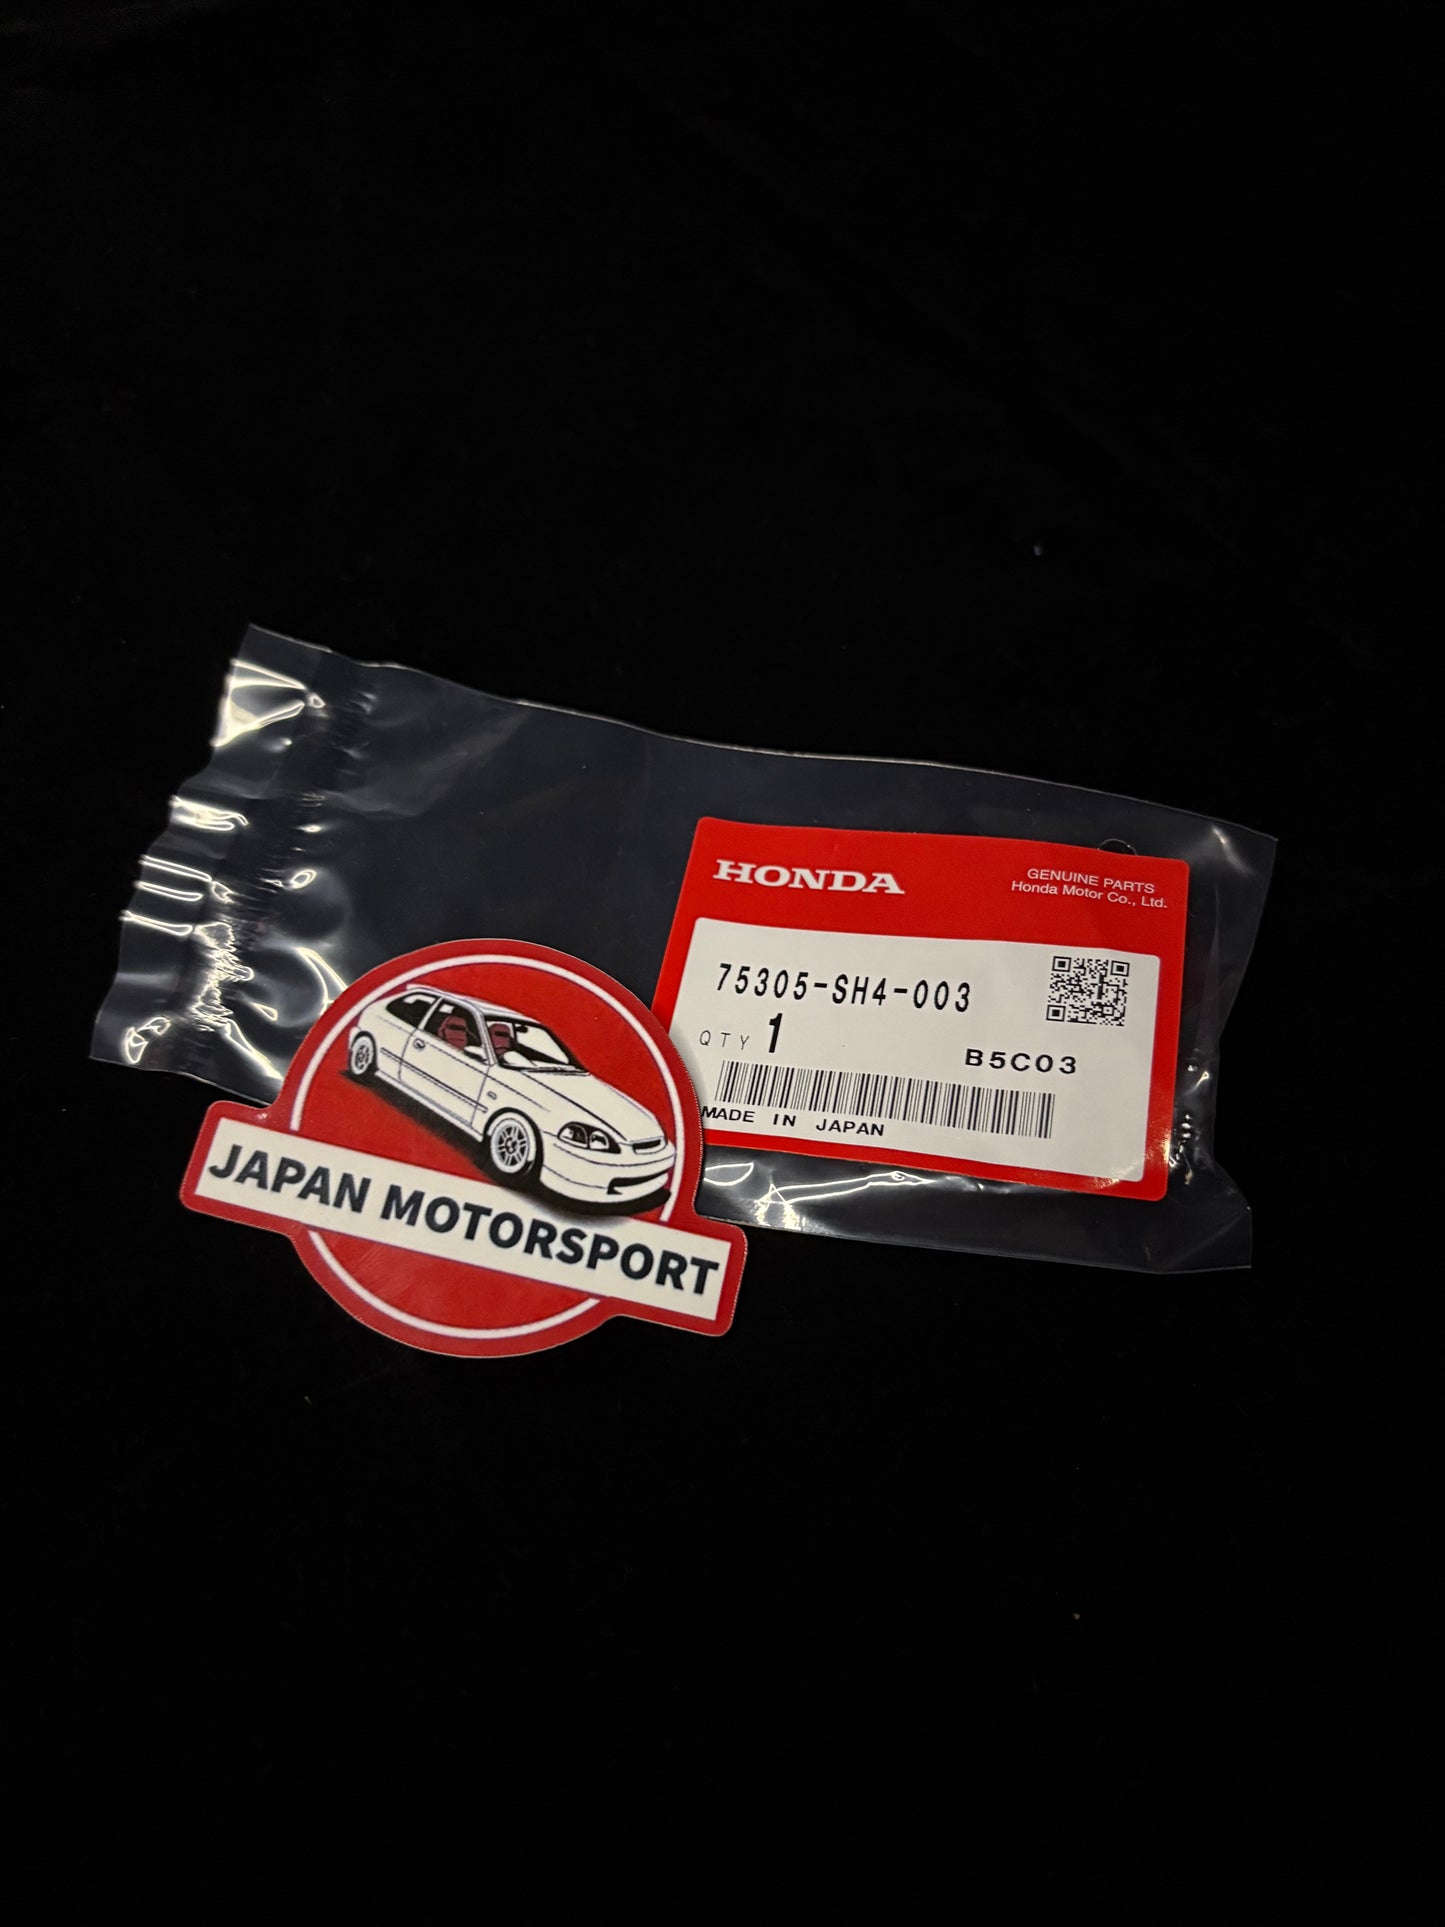 HONDA
GENUINE PARTS
Honda Motor Co., Ltd.
75305-SH4-003
QTY 1
B5C03
MADE IN JAPAN
JAPAN MOTORSPORT